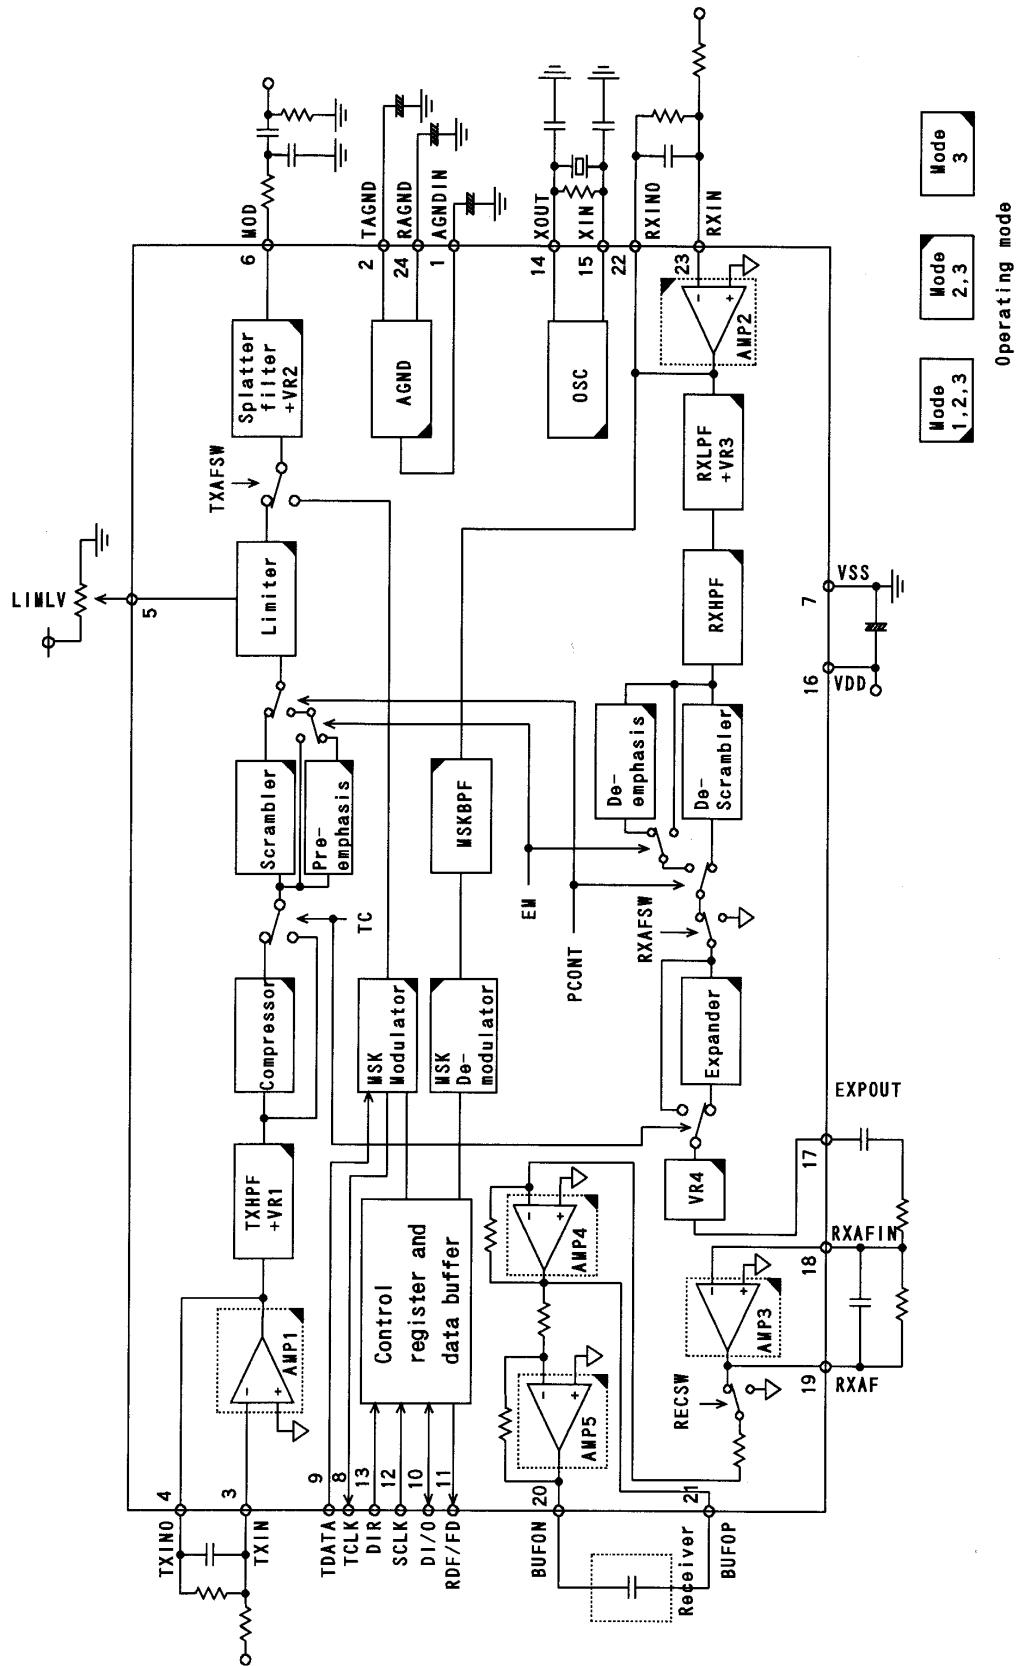 LIMLV
5
TXINO
4
TXIN
3
AMP1
-
+
TXHPF
+VR1
Compressor
TC
Scrambler
Pre-
emphasis
Limiter
TXAFSW
Splatter
filter
+VR2
6
MOD
TDATA
9
TCLK
8
DIR
13
SCLK
12
DI/O
10
RDF/FD
11
Control
register and
data buffer
MSK
Modulator
MSK
De-
modulator
MSKBPF
AGND
2
TAGND
24
RAGND
1
AGNDIN
EM
PCONT
OSC
14
XOUT
15
XIN
22
RXINO
23
RXIN
AMP2
-
+
RXLPF
+VR3
RXHPF
De-
emphasis
De-
Scrambler
RXAFSW
Expander
VR4
AMP4
-
+
AMP5
-
+
BUFON
20
BUFOP
21
Receiver
RECSW
AMP3
-
+
19
RXAF
18
RXAFIN
17
EXPOUT
16
VDD
7
VSS
Mode
1,2,3
Mode
2,3
Mode
3
Operating mode